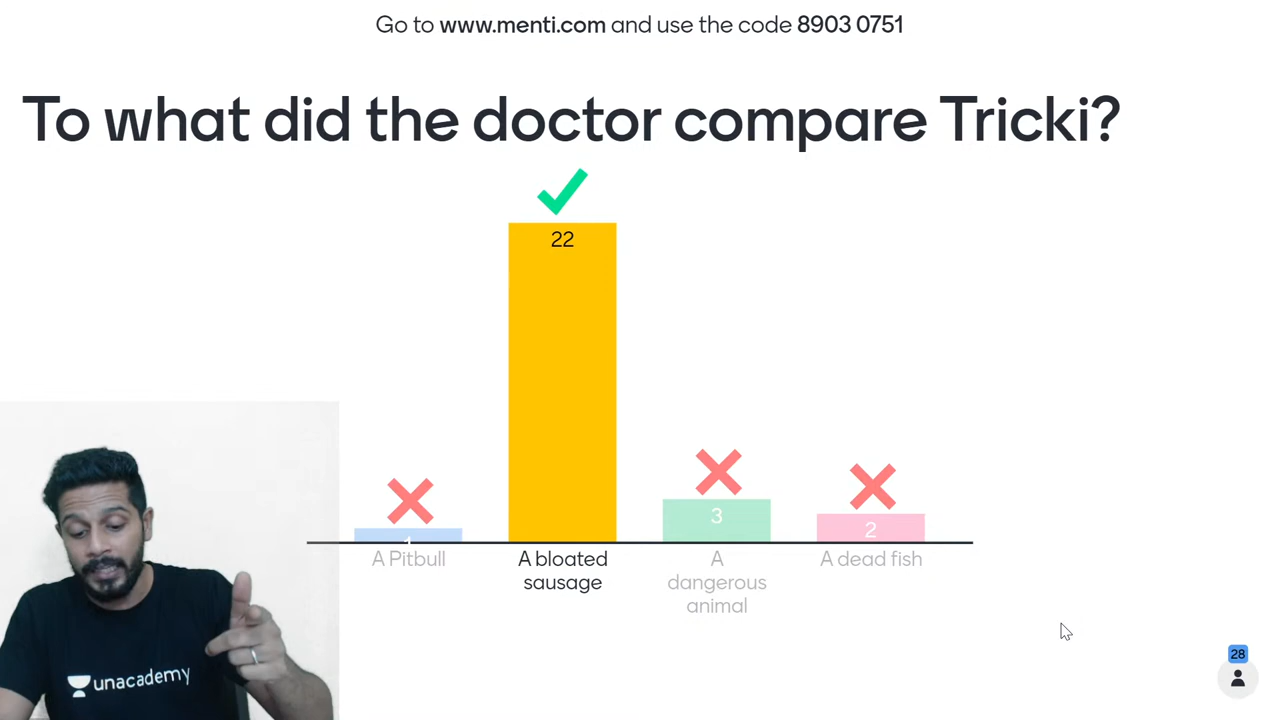 Go to www.menti.com and use the code 8903 0751
To what did the doctor compare Tricki?
22
1
3
2
A Pitbull
A bloated
sausage
A
dangerous
animal
A dead fish
unacademy
28